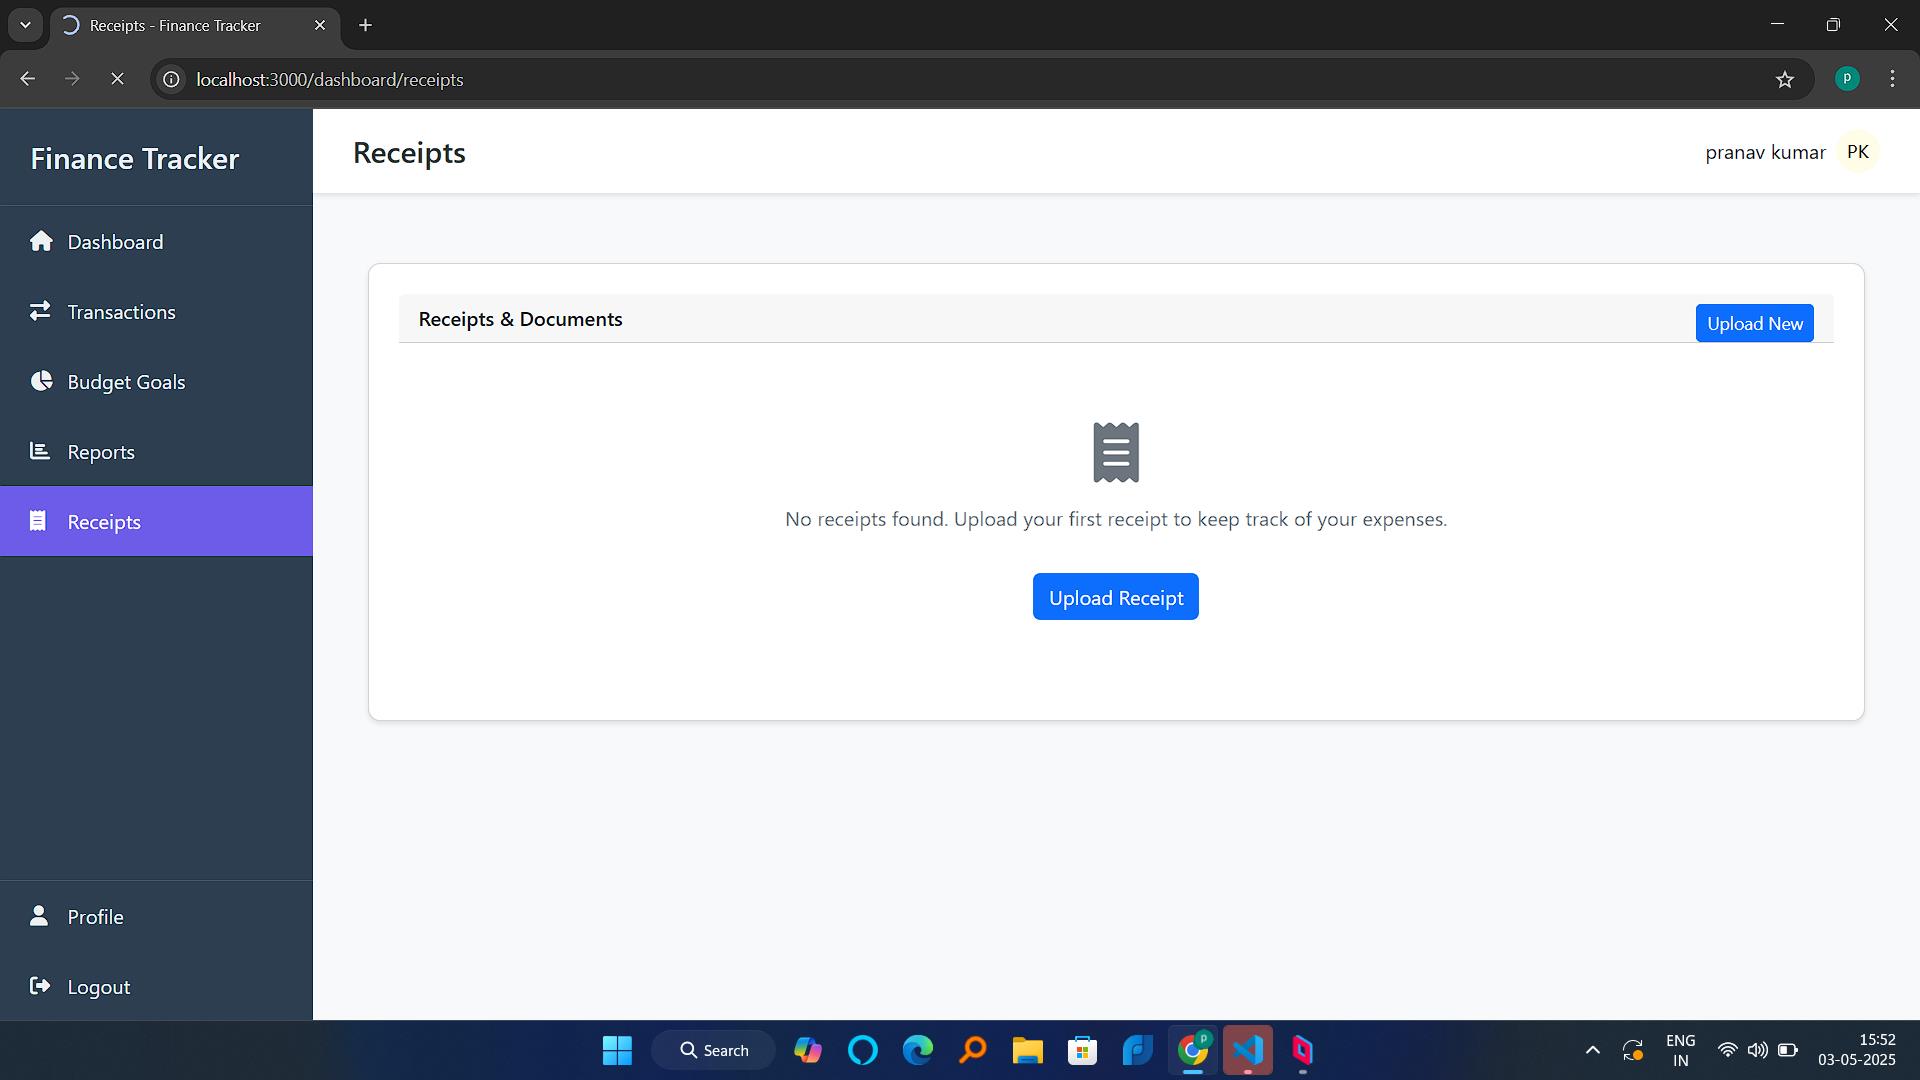 Receipts - Finance Tracker
localhost:3000/dashboard/receipts
P
Finance Tracker
Dashboard
Transactions
Budget Goals
Reports
Receipts
Profile
Logout
Receipts
pranav kumar PK
Receipts & Documents
Upload New
No receipts found. Upload your first receipt to keep track of your expenses.
Upload Receipt
Search
P
ENG
IN
15:52
03-05-2025